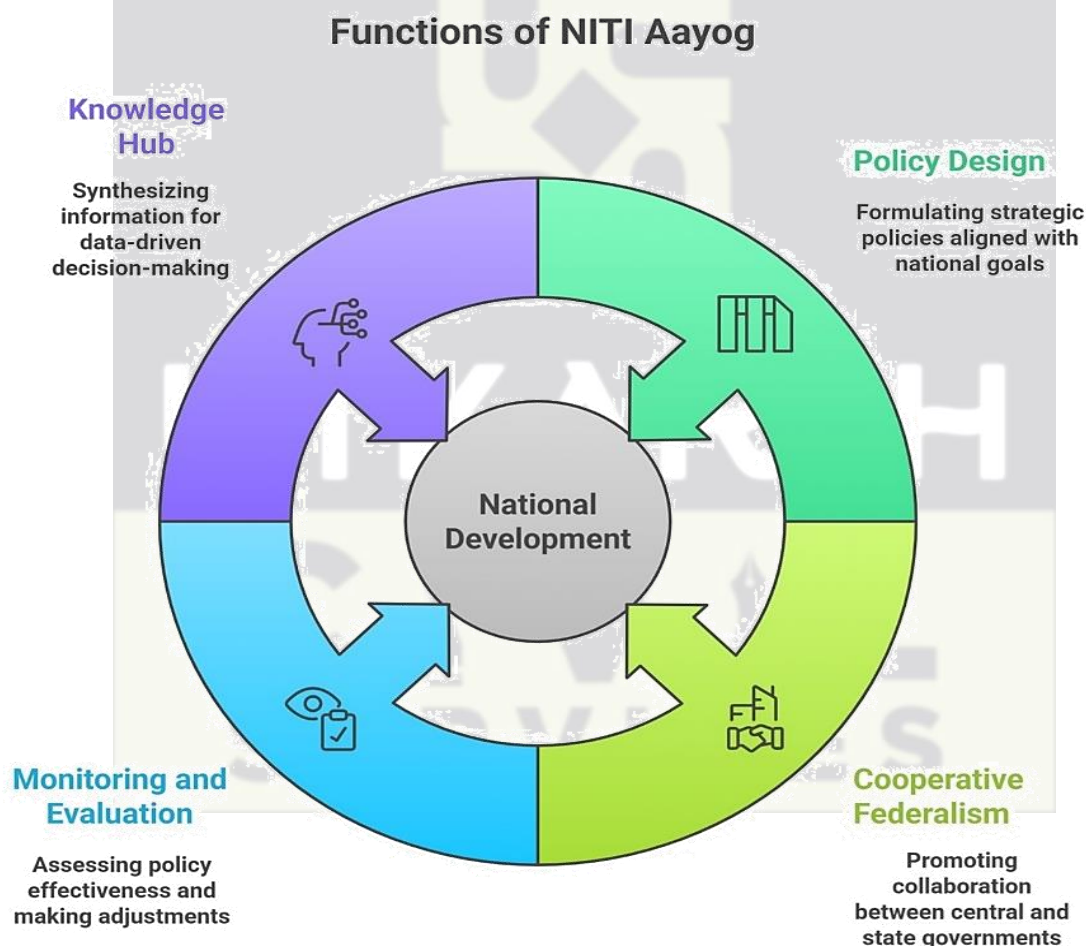 Functions of NITI Aayog
Knowledge
Hub
Synthesizing
information for
data-driven
decision-making
Policy Design
Formulating strategic
policies aligned with
national goals
National
Development
Monitoring and
Evaluation
Assessing policy
effectiveness and
making adjustments
Cooperative
Federalism
Promoting
collaboration
between central and
state governments